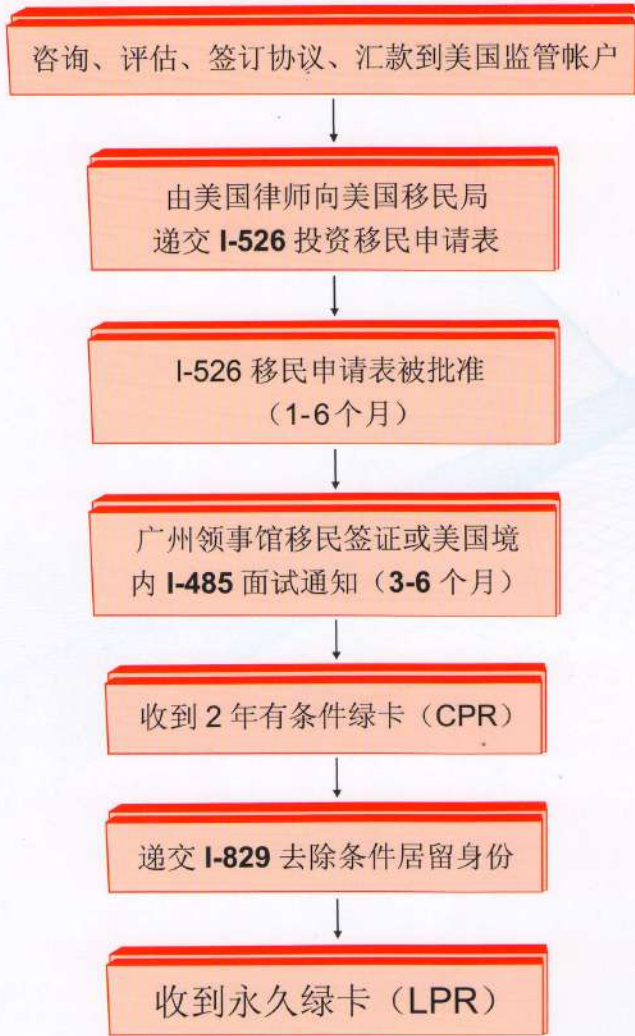 咨询、评估、签订协议、汇款到美国监管帐户
由美国律师向美国移民局
递交 I-526 投资移民申请表
I-526 移民申请表被批准
（1-6个月）
广州领事馆移民签证或美国境
内 I-485 面试通知（3-6 个月）
收到 2 年有条件绿卡（CPR）
递交 I-829 去除条件居留身份
收到永久绿卡（LPR）